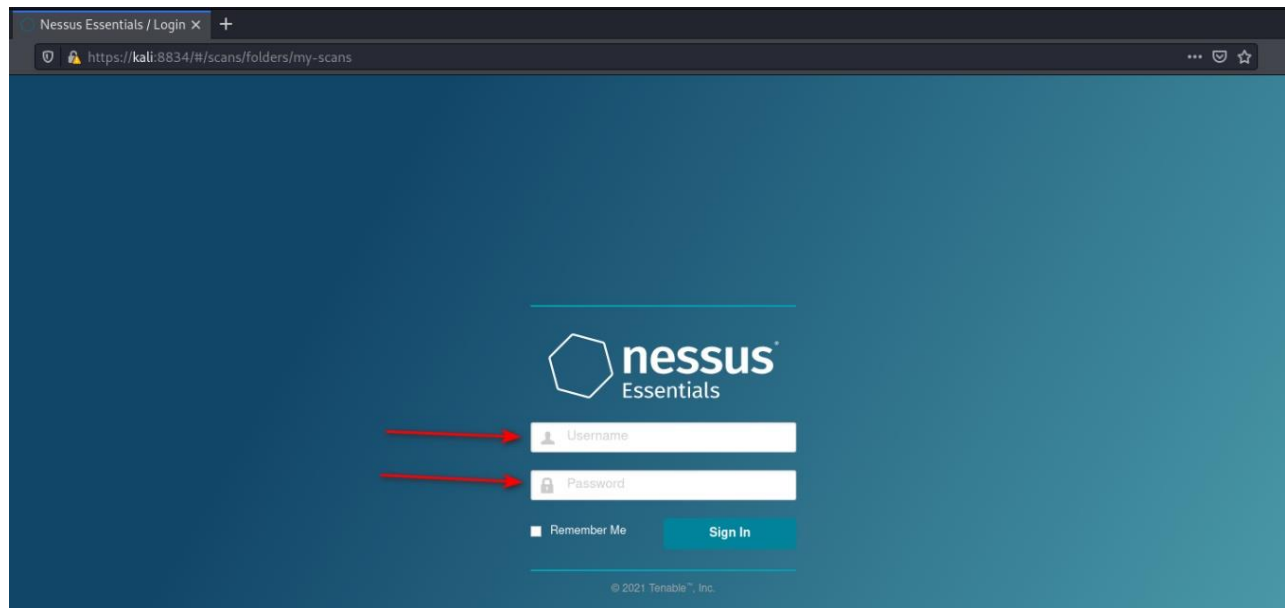 Nessus Essentials / Login
https://kali:8834/#/scans/folders/my-scans
nessus
Essentials
Username
Password
Remember Me
Sign In
© 2021 Tenable™, Inc.